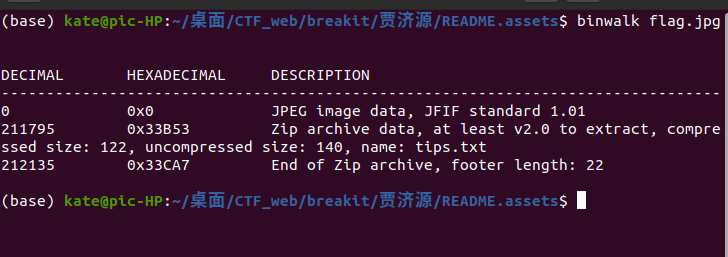 (base) kate@pic-HP:~/桌面/CTF_web/breakit/贾济源/README.assets$ binwalk flag.jpg
DECIMAL       HEXADECIMAL     DESCRIPTION
--------------------------------------------------------------------------------
0             0x0             JPEG image data, JFIF standard 1.01
211795        0x33B53         Zip archive data, at least v2.0 to extract, compre
ssed size: 122, uncompressed size: 140, name: tips.txt
212135        0x33CA7         End of Zip archive, footer length: 22
(base) kate@pic-HP:~/桌面/CTF_web/breakit/贾济源/README.assets$